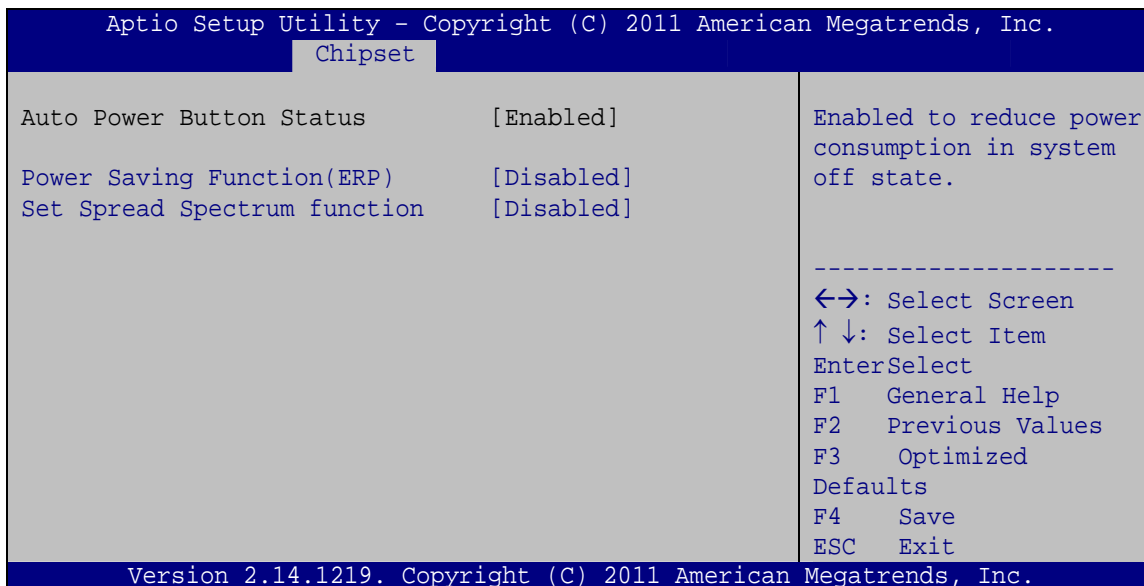 Aptio Setup Utility – Copyright (C) 2011 American Megatrends, Inc.
Chipset
Auto Power Button Status [Enabled]
Power Saving Function(ERP) [Disabled]
Set Spread Spectrum function [Disabled]
Enabled to reduce power
consumption in system
off state.
---------------------
←→: Select Screen
↑ ↓: Select Item
EnterSelect
F1 General Help
F2 Previous Values
F3 Optimized
Defaults
F4 Save
ESC Exit
Version 2.14.1219. Copyright (C) 2011 American Megatrends, Inc.